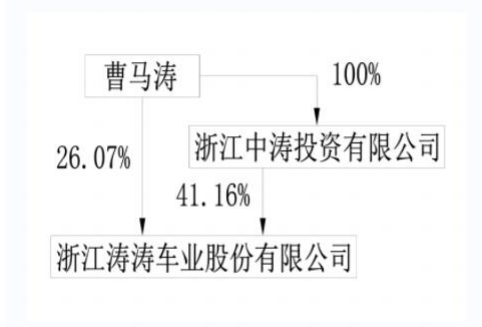 曹马涛
100%
浙江中涛投资有限公司
26.07%
41.16%
浙江涛涛车业股份有限公司